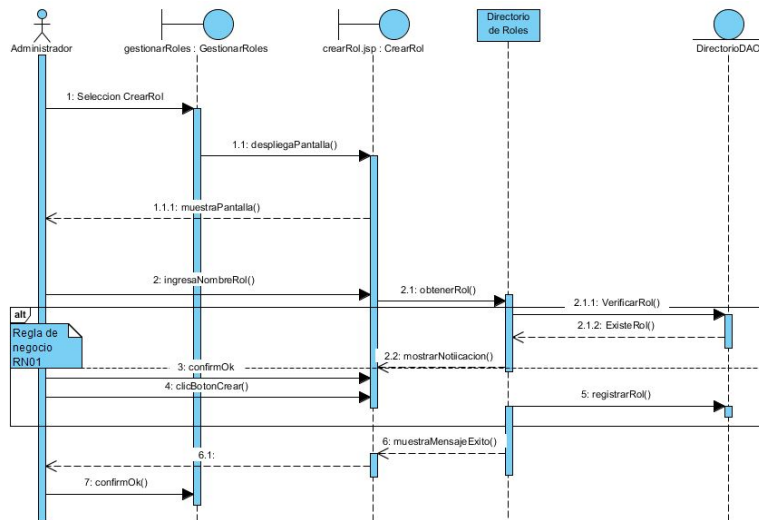 Directorio
de Roles
Administrador
gestionarRoles : GestionarRoles
crearRol.jsp : CrearRol
DirectorioDAO
1: Seleccion CrearRol
1.1: despliegaPantalla()
1.1.1: muestraPantalla()
2: ingresaNombreRol()
2.1: obtenerRol()
2.1.1: VerificarRol()
alt
Regla de
negocio
RN01
2.1.2: ExisteRol()
2.2: mostrarNotiicacion()
3: confirmOk
4: clicBotonCrear()
5: registrarRol()
6: muestraMensajeExito()
6.1:
7: confirmOk()